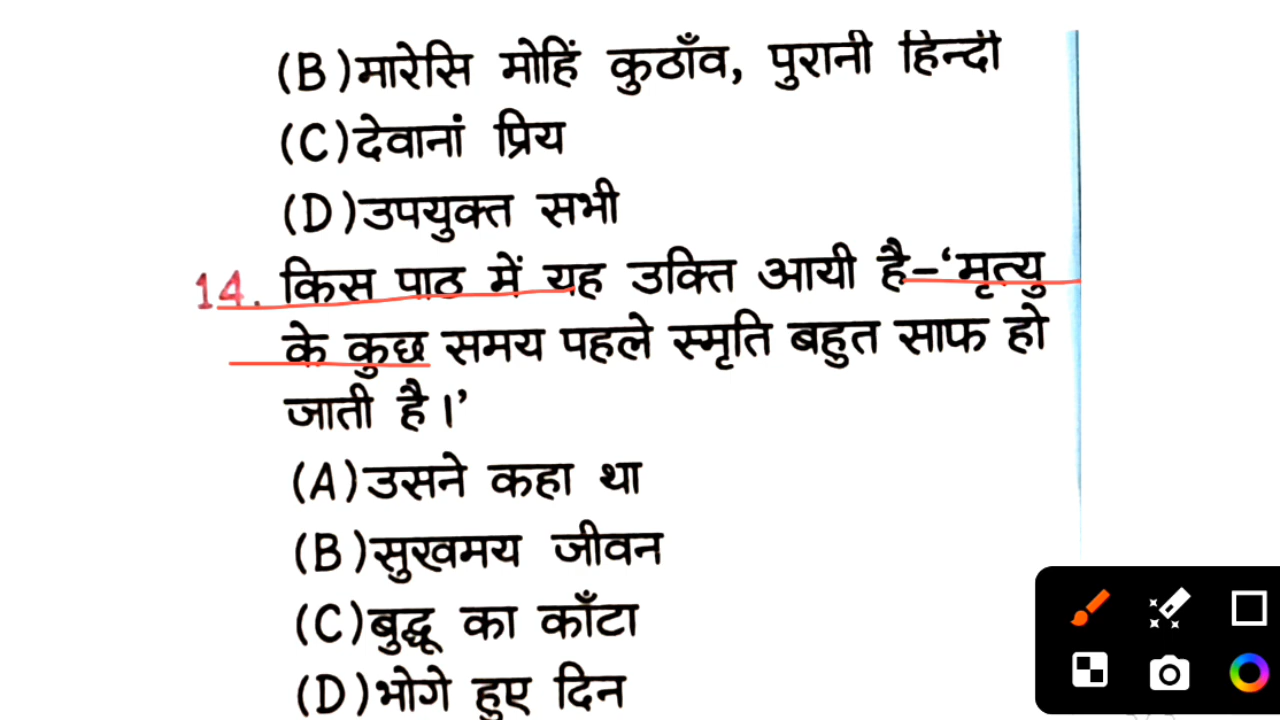 (B)मारेसि मोहिं कुठाँव, पुरानी हिन्दी
(C)देवानां प्रिय
(D)उपयुक्त सभी
14. किस पाठ में यह उक्ति आयी है-‘मृत्यु
के कुछ समय पहले स्मृति बहुत साफ हो
जाती है।’
(A)उसने कहा था
(B)सुखमय जीवन
(C)बुद्धू का काँटा
(D)भोगे हुए दिन